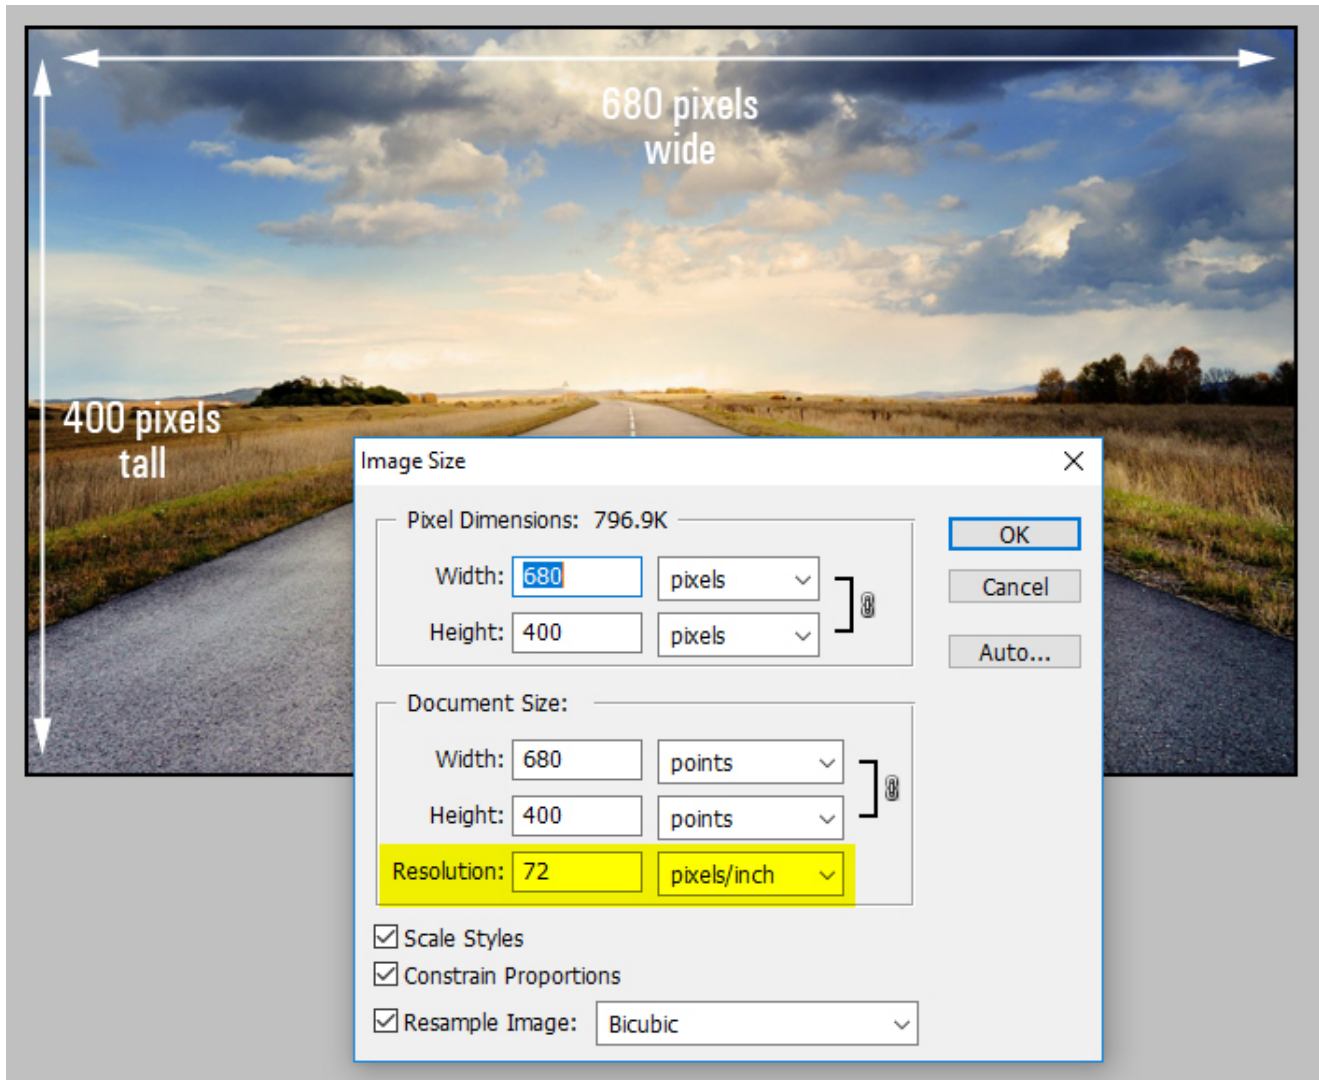 680 pixels
wide
400 pixels
tall
Image Size
Pixel Dimensions: 796.9K
Width: 680 pixels
Height: 400 pixels
OK
Cancel
Auto...
Document Size:
Width: 680 points
Height: 400 points
Resolution: 72 pixels/inch
Scale Styles
Constrain Proportions
Resample Image: Bicubic